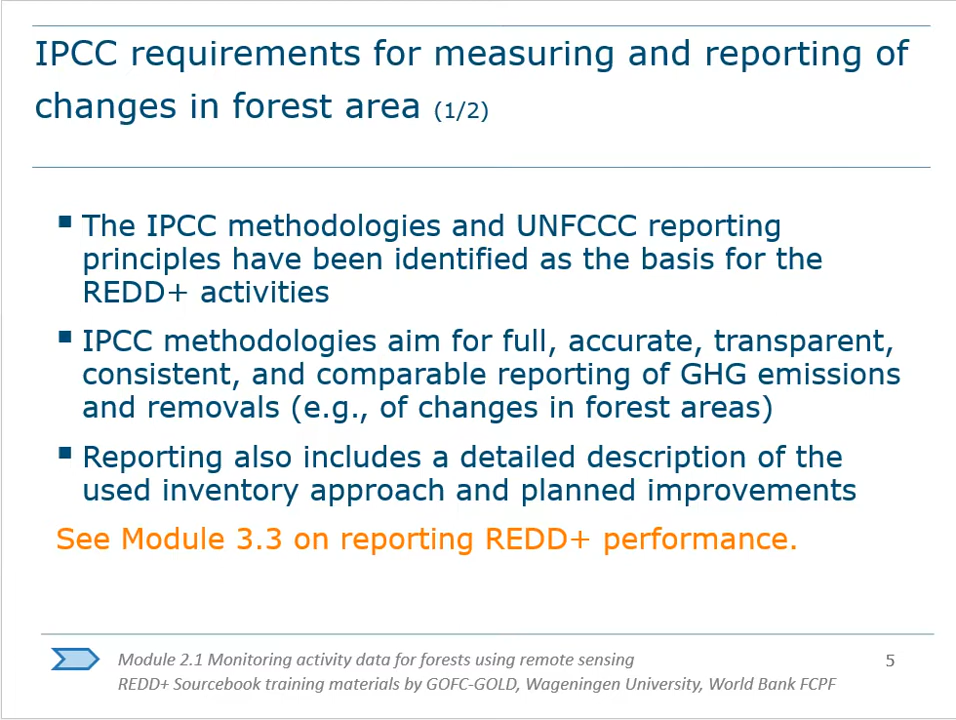 IPCC requirements for measuring and reporting of
changes in forest area (1/2)
▪ The IPCC methodologies and UNFCCC reporting
principles have been identified as the basis for the
REDD+ activities
▪ IPCC methodologies aim for full, accurate, transparent,
consistent, and comparable reporting of GHG emissions
and removals (e.g., of changes in forest areas)
▪ Reporting also includes a detailed description of the
used inventory approach and planned improvements
See Module 3.3 on reporting REDD+ performance.
Module 2.1 Monitoring activity data for forests using remote sensing
REDD+ Sourcebook training materials by GOFC-GOLD, Wageningen University, World Bank FCPF
5